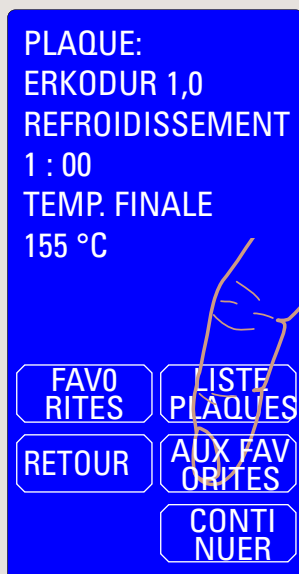 PLAQUE:
ERKODUR 1,0
REFROIDISSEMENT
1 : 00
TEMP. FINALE
155 °C
FAVO
RITES
LISTE
PLAQUES
RETOUR
AUX FAV
ORITES
CONTI
NUER